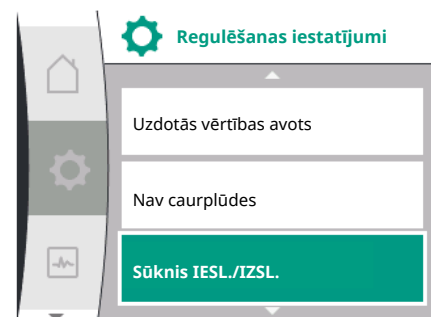 Regulēšanas iestatījumi
Uzdotās vērtības avots
Nav caurplūdes
Sūknis IESL./IZSL.